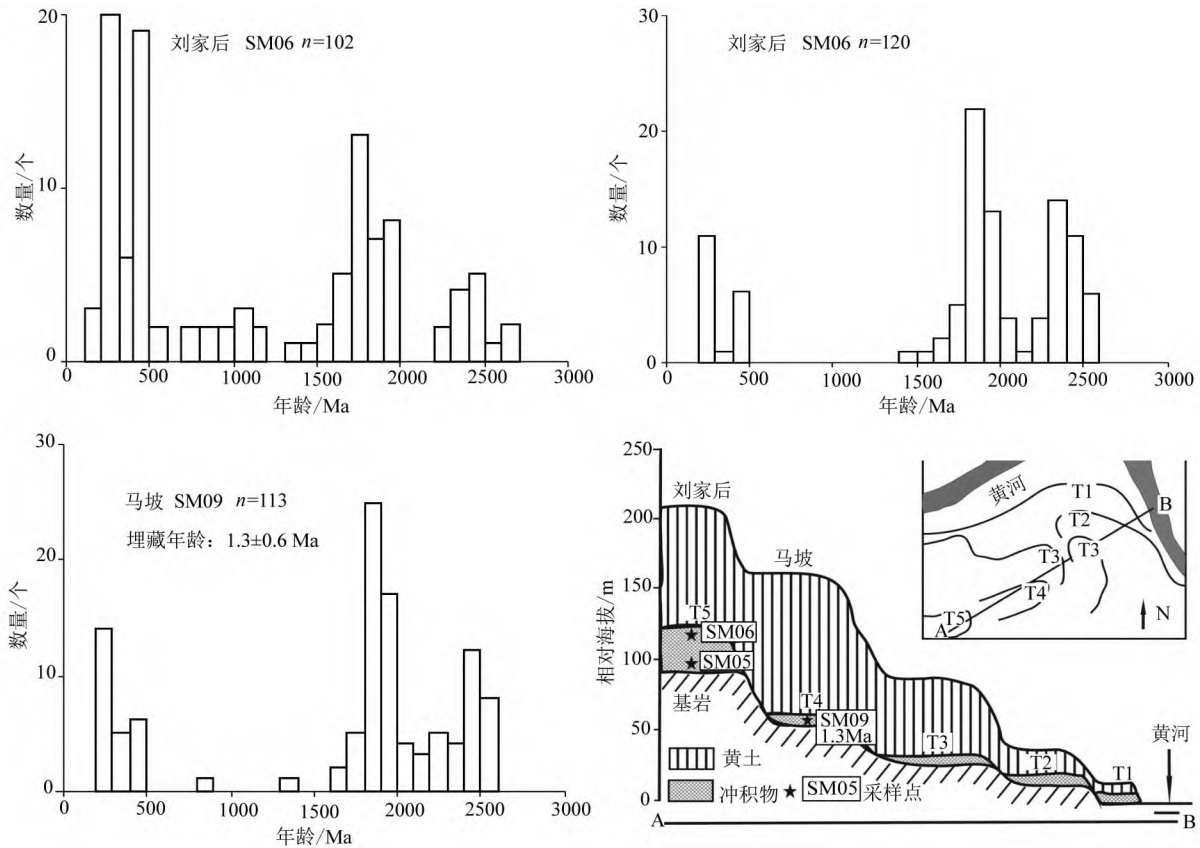 刘家后 SM06 n=102
数量/个
20
10
0
0 500 1000 1500 2000 2500 3000
年龄/Ma
刘家后 SM06 n=120
数量/个
30
20
10
0
0 500 1000 1500 2000 2500 3000
年龄/Ma
马坡 SM09 n=113
埋藏年龄：1.3±0.6 Ma
数量/个
30
20
10
0
0 500 1000 1500 2000 2500 3000
年龄/Ma
相对海拔/m
250
200
150
100
50
0
刘家后
马坡
T5
SM06
SM05
基岩
T4
SM09
1.3Ma
T3
T2
T1
黄河
黄土
冲积物
SM05 采样点
A
B
黄河
T1
B
T2
T3
T3
T4
T5
A
N